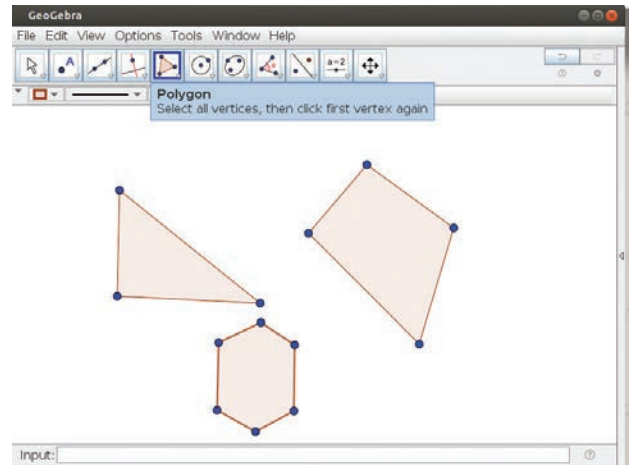 GeoGebra
File Edit View Options Tools Window Help
A
a=2
Polygon
Select all vertices, then click first vertex again
Input: